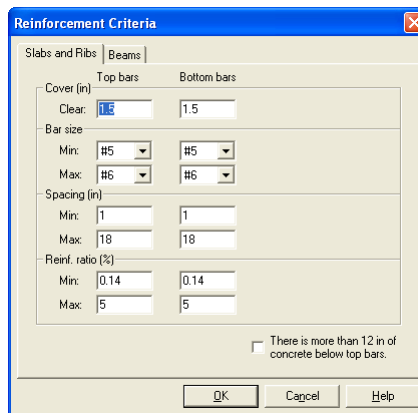 Reinforcement Criteria
Slabs and Ribs Beams
Top bars Bottom bars
Cover (in)
Clear: 1.5 1.5
Bar size
Min: #5 #5
Max: #6 #6
Spacing (in)
Min: 1 1
Max: 18 18
Reinf. ratio (%)
Min: 0.14 0.14
Max: 5 5
There is more than 12 in of
concrete below top bars.
OK Cancel Help